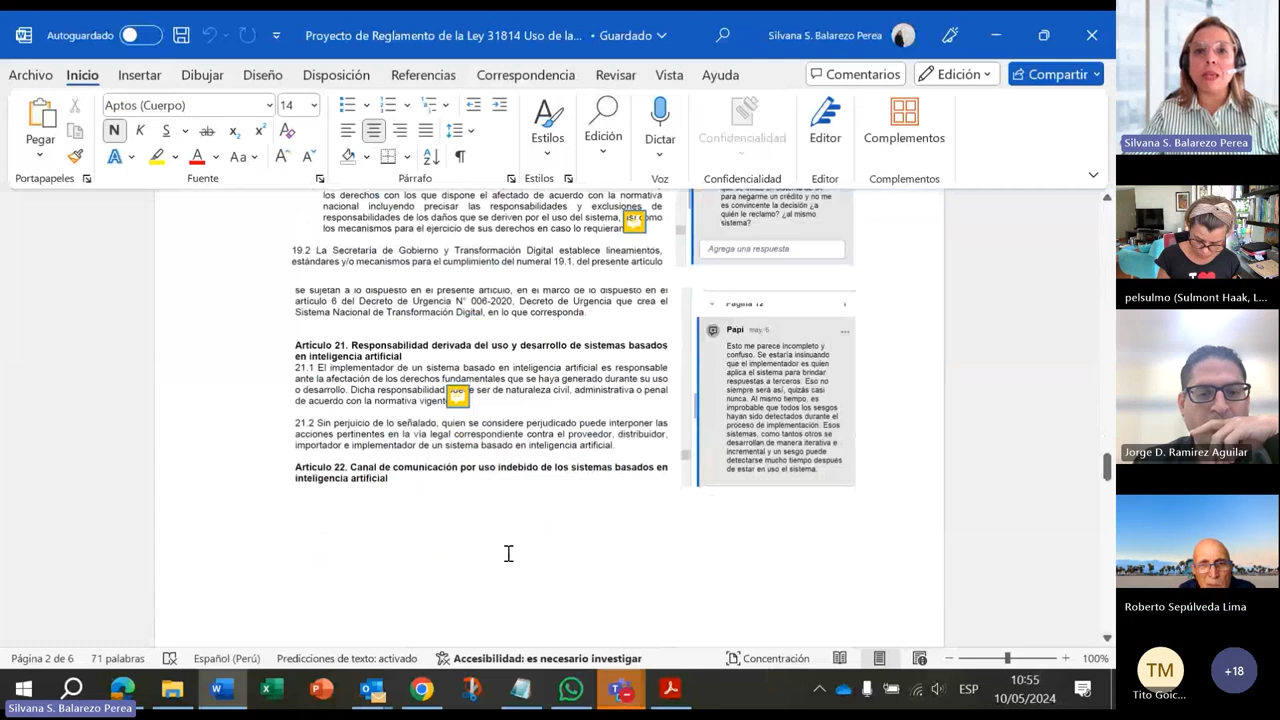 Autoguardado
Proyecto de Reglamento de la Ley 31814 Uso de la... • Guardado
Silvana S. Balarezo Perea
Archivo Inicio Insertar Dibujar Diseño Disposición Referencias Correspondencia Revisar Vista Ayuda
Comentarios Edición Compartir
Pegar
Aptos (Cuerpo) 14
N K S ab x₂ x²
A A Aa A A
Estilos Edición Dictar Confidencialidad Editor Complementos
Portapapeles Fuente Párrafo Estilos Voz Confidencialidad Editor Complementos
los derechos con los que dispone el afectado de acuerdo con la normativa
nacional incluyendo precisar las responsabilidades y exclusiones de
responsabilidades de los daños que se deriven por el uso del sistema, así como
los mecanismos para el ejercicio de sus derechos en caso lo requieran
19.2 La Secretaría de Gobierno y Transformación Digital establece lineamientos,
estándares y/o mecanismos para el cumplimiento del numeral 19.1, del presente artículo
para negarme un crédito y no me
es convincente la decisión ¿a
quién le reclamo? ¿al mismo
sistema?
Agrega una respuesta
se sujetan a lo dispuesto en el presente artículo, en el marco de lo dispuesto en el
artículo 6 del Decreto de Urgencia N° 006-2020, Decreto de Urgencia que crea el
Sistema Nacional de Transformación Digital, en lo que corresponda.
Artículo 21. Responsabilidad derivada del uso y desarrollo de sistemas basados
en inteligencia artificial
21.1 El implementador de un sistema basado en inteligencia artificial es responsable
ante la afectación de los derechos fundamentales que se haya generado durante su uso
o desarrollo. Dicha responsabilidad e ser de naturaleza civil, administrativa o penal
de acuerdo con la normativa vigent
21.2 Sin perjuicio de lo señalado, quien se considere perjudicado puede interponer las
acciones pertinentes en la vía legal correspondiente contra el proveedor, distribuidor,
importador e implementador de un sistema basado en inteligencia artificial.
Artículo 22. Canal de comunicación por uso indebido de los sistemas basados en
inteligencia artificial
Página 12 1
Papi may. 6
Esto me parece incompleto y
confuso. Se estaría insinuando
que el implementador es quien
aplica el sistema para brindar
respuestas a terceros. Eso no
siempre será así, quizás casi
nunca. Al mismo tiempo, es
improbable que todos los sesgos
hayan sido detectados durante el
proceso de implementación. Esos
sistemas, como tantos otros se
desarrollan de manera iterativa e
incremental y un sesgo puede
detectarse mucho tiempo después
de estar en uso el sistema.
Página 2 de 6 71 palabras Español (Perú) Predicciones de texto: activado Accesibilidad: es necesario investigar Concentración 100%
ESP 10:55
10/05/2024
Silvana S. Balarezo Perea
Silvana S. Balarezo Perea
pelsulmo (Sulmont Haak, L...
Jorge D. Ramirez Aguilar
Roberto Sepúlveda Lima
TM
Tito Goic...
+18